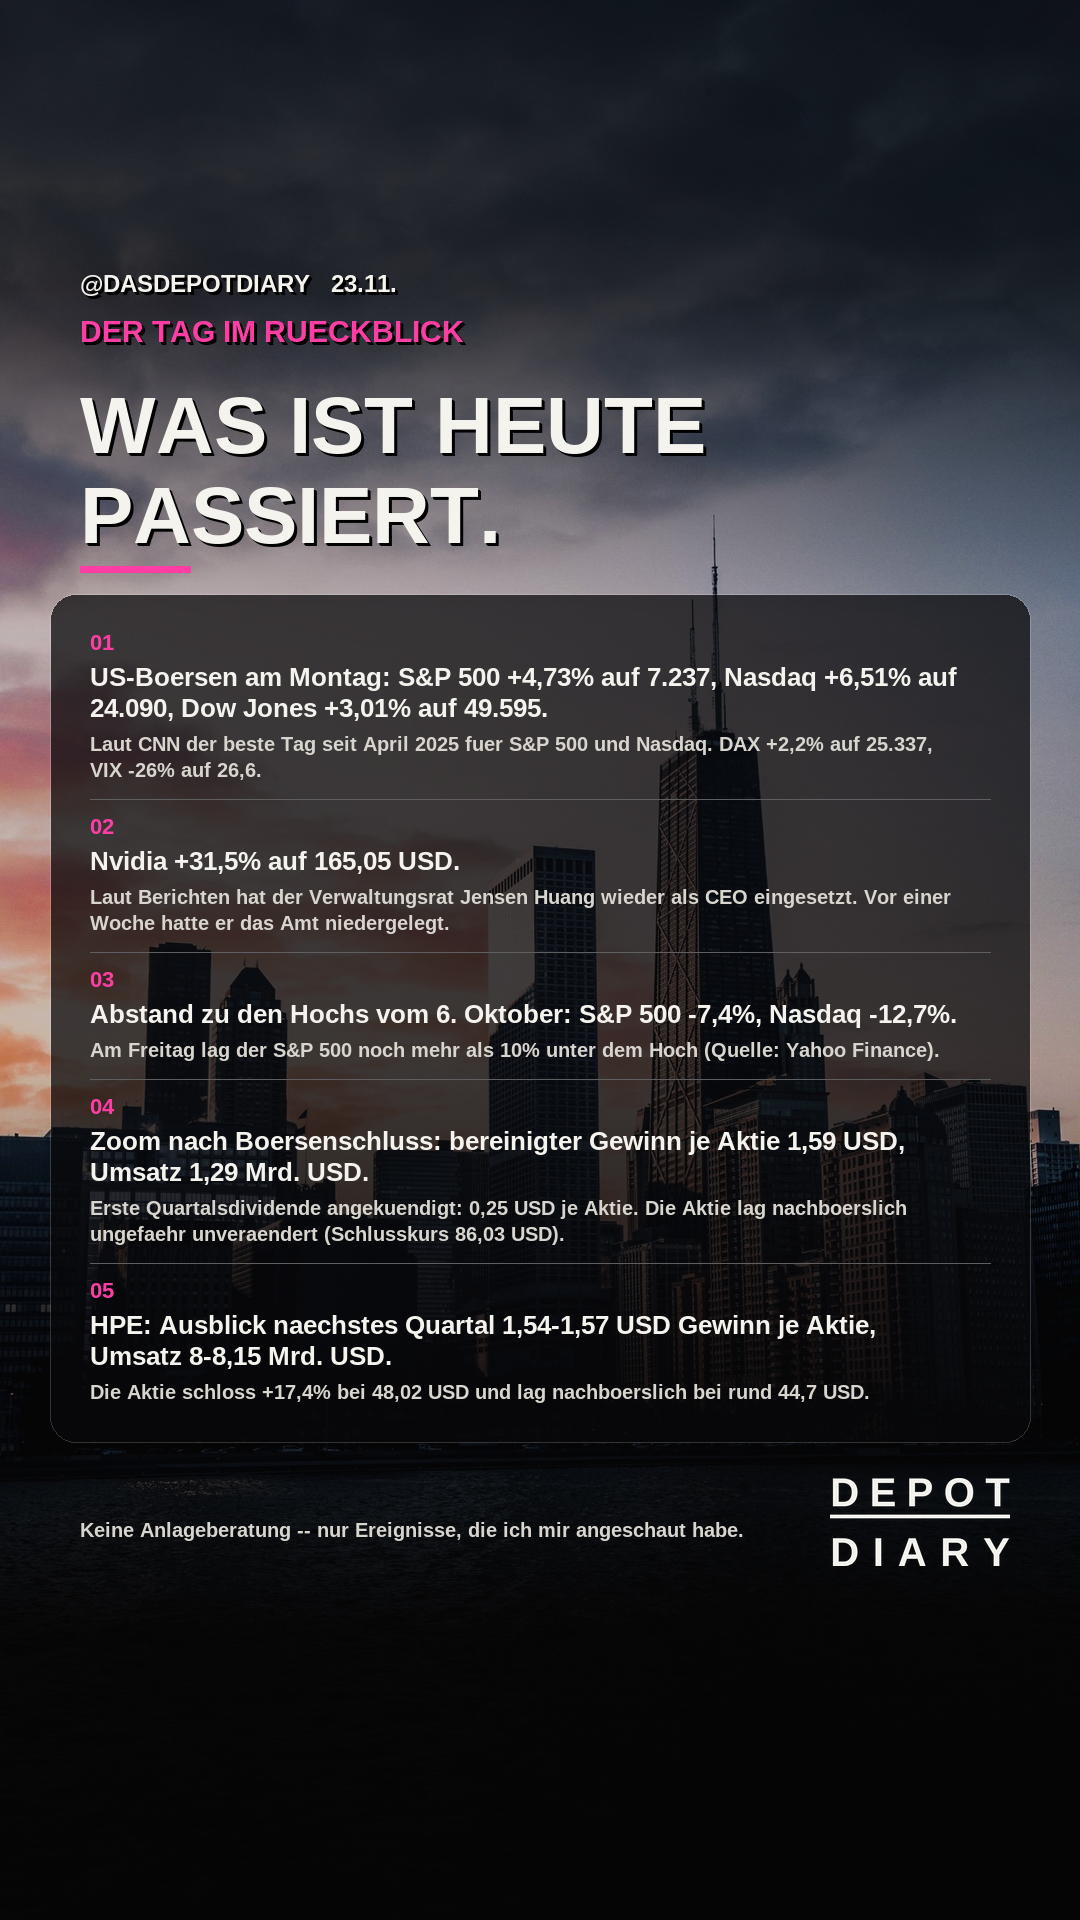 @DASDEPOTDIARY 23.11.
DER TAG IM RUECKBLICK
WAS IST HEUTE
PASSIERT.
01
US-Boersen am Montag: S&P 500 +4,73% auf 7.237, Nasdaq +6,51% auf
24.090, Dow Jones +3,01% auf 49.595.
Laut CNN der beste Tag seit April 2025 fuer S&P 500 und Nasdaq. DAX +2,2% auf 25.337,
VIX -26% auf 26,6.
02
Nvidia +31,5% auf 165,05 USD.
Laut Berichten hat der Verwaltungsrat Jensen Huang wieder als CEO eingesetzt. Vor einer
Woche hatte er das Amt niedergelegt.
03
Abstand zu den Hochs vom 6. Oktober: S&P 500 -7,4%, Nasdaq -12,7%.
Am Freitag lag der S&P 500 noch mehr als 10% unter dem Hoch (Quelle: Yahoo Finance).
04
Zoom nach Boersenschluss: bereinigter Gewinn je Aktie 1,59 USD,
Umsatz 1,29 Mrd. USD.
Erste Quartalsdividende angekuendigt: 0,25 USD je Aktie. Die Aktie lag nachboerslich
ungefaehr unveraendert (Schlusskurs 86,03 USD).
05
HPE: Ausblick naechstes Quartal 1,54-1,57 USD Gewinn je Aktie,
Umsatz 8-8,15 Mrd. USD.
Die Aktie schloss +17,4% bei 48,02 USD und lag nachboerslich bei rund 44,7 USD.
Keine Anlageberatung -- nur Ereignisse, die ich mir angeschaut habe.
DEPOT
DIARY